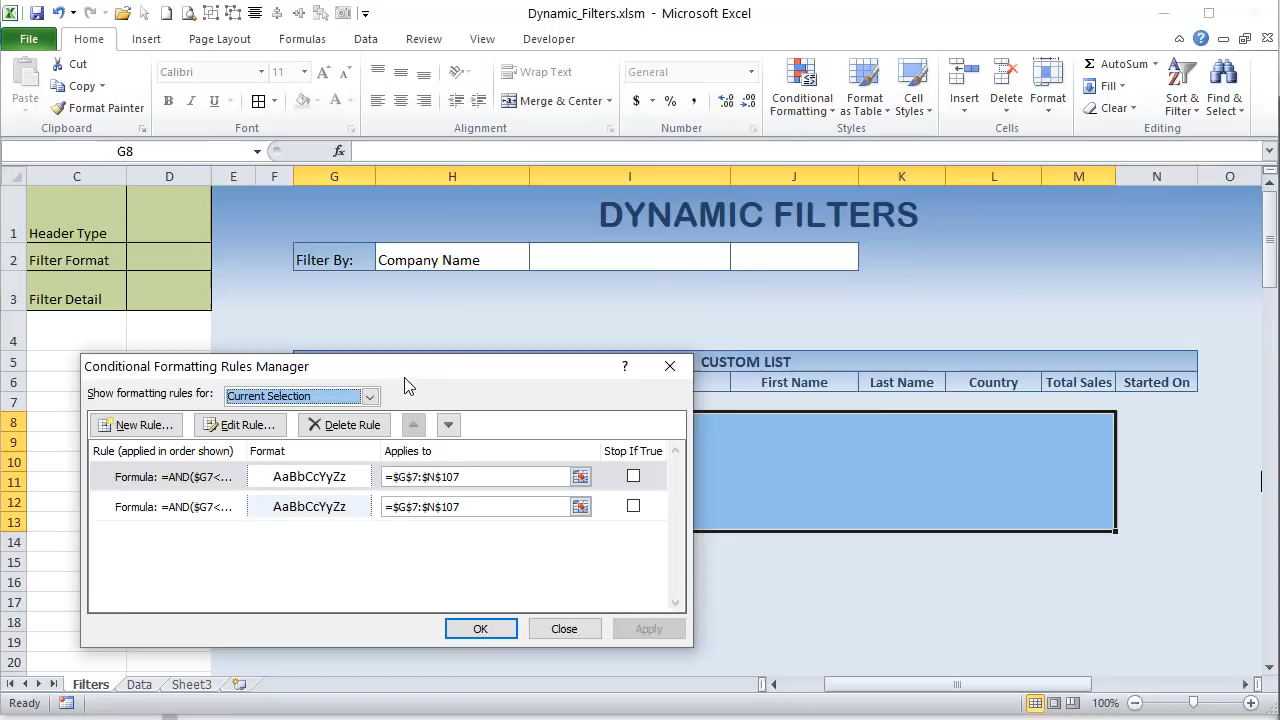 Dynamic_Filters.xlsm - Microsoft Excel
File Home Insert Page Layout Formulas Data Review View Developer
Paste
Cut
Copy
Format Painter
Clipboard
Calibri 11
B I U A
Font
Wrap Text
Merge & Center
Alignment
General
$ % ,
Number
Conditional Formatting
Format as Table
Cell Styles
Styles
Insert Delete Format
Cells
AutoSum
Fill
Clear
Sort & Filter
Find & Select
Editing
G8 fx
C D E F G H I J K L M N O
DYNAMIC FILTERS
1 Header Type
2 Filter Format Filter By: Company Name
3 Filter Detail
4
5 CUSTOM LIST
6 First Name Last Name Country Total Sales Started On
7
8
9
10
11
12
13
14
15
16
17
18
19
20
Conditional Formatting Rules Manager ?
Show formatting rules for: Current Selection
New Rule... Edit Rule... Delete Rule
Rule (applied in order shown) Format Applies to Stop If True
Formula: =AND($G7<... AaBbCcYyZz =$G$7:$N$107
Formula: =AND($G7<... AaBbCcYyZz =$G$7:$N$107
OK Close Apply
Filters Data Sheet3
Ready 100%